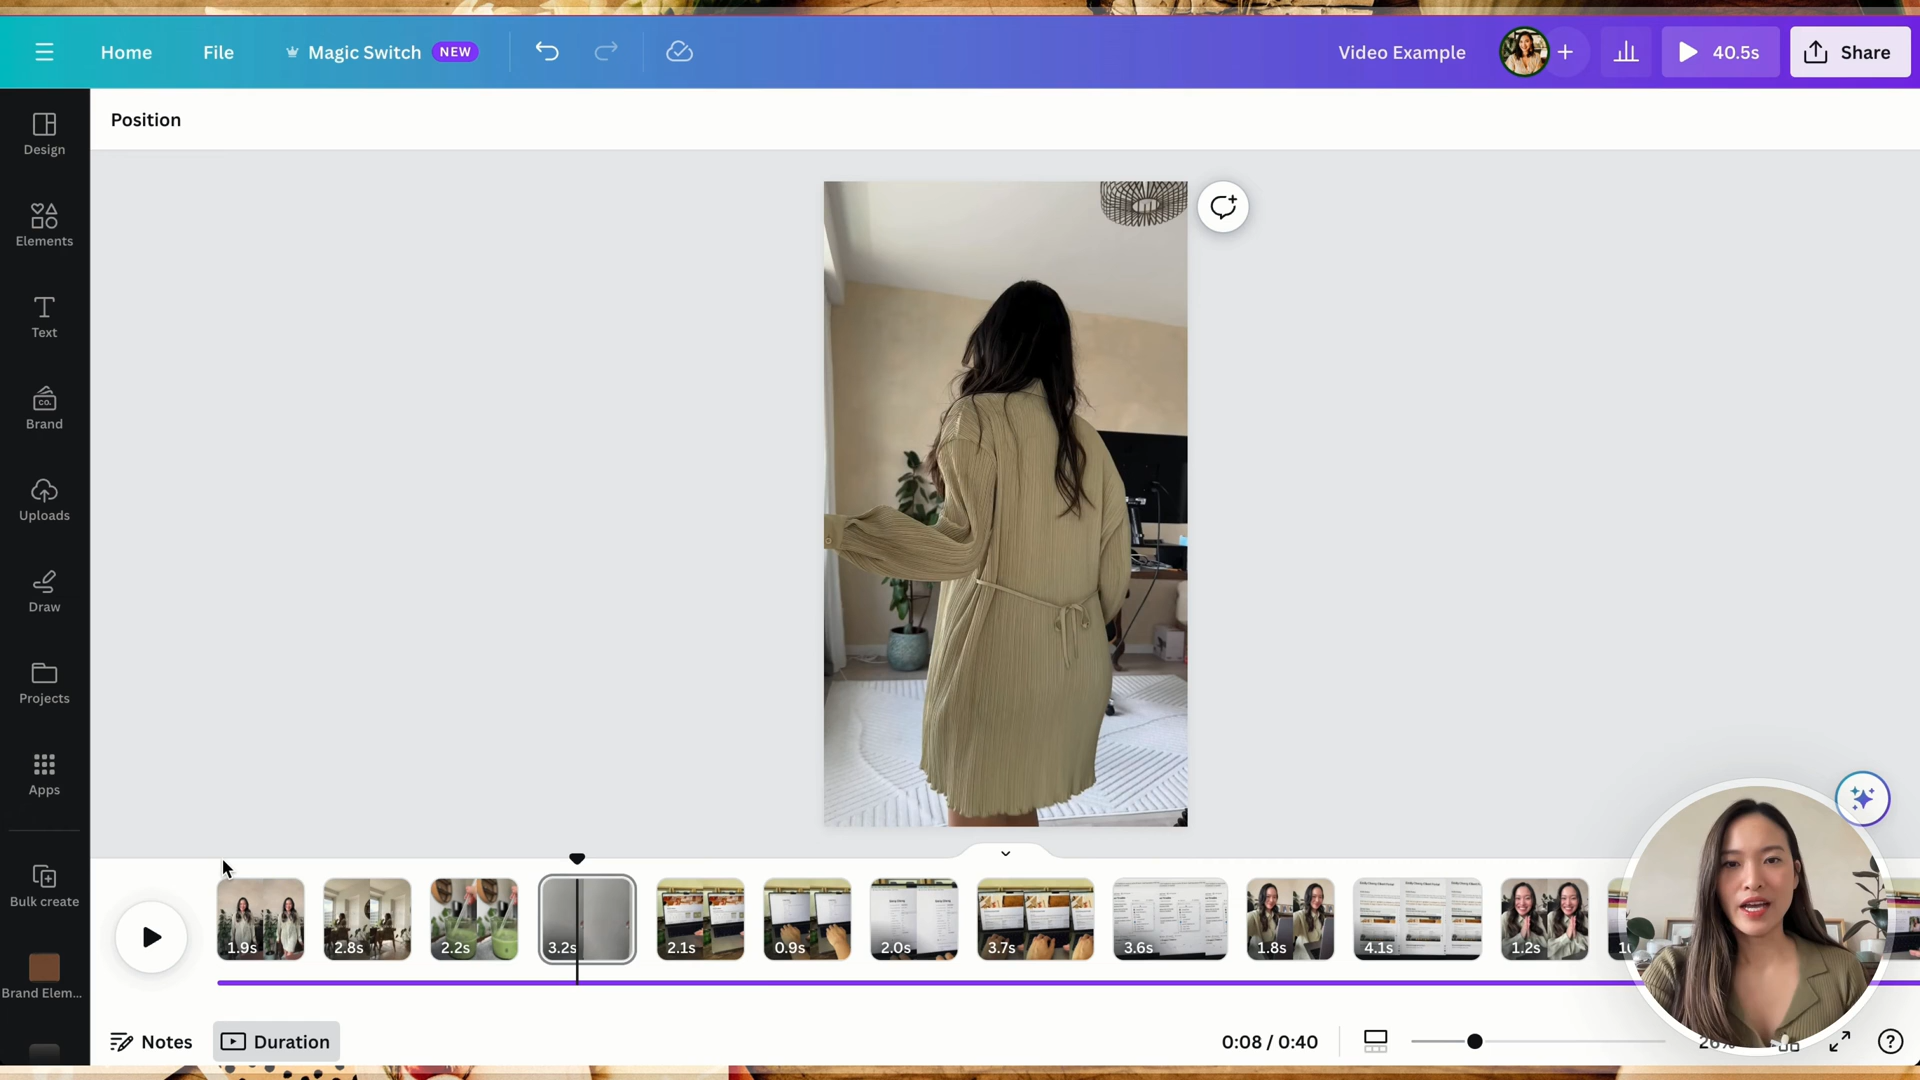 Home
File
Magic Switch
NEW
Video Example
40.5s
Share
Position
Design
Elements
Text
CO.
Brand
Uploads
Draw
Projects
Apps
Bulk create
Brand Elem...
1.9s
2.8s
2.2s
3.2s
2.1s
0.9s
2.0s
3.7s
3.6s
1.8s
4.1s
1.2s
Notes
Duration
0:08 / 0:40